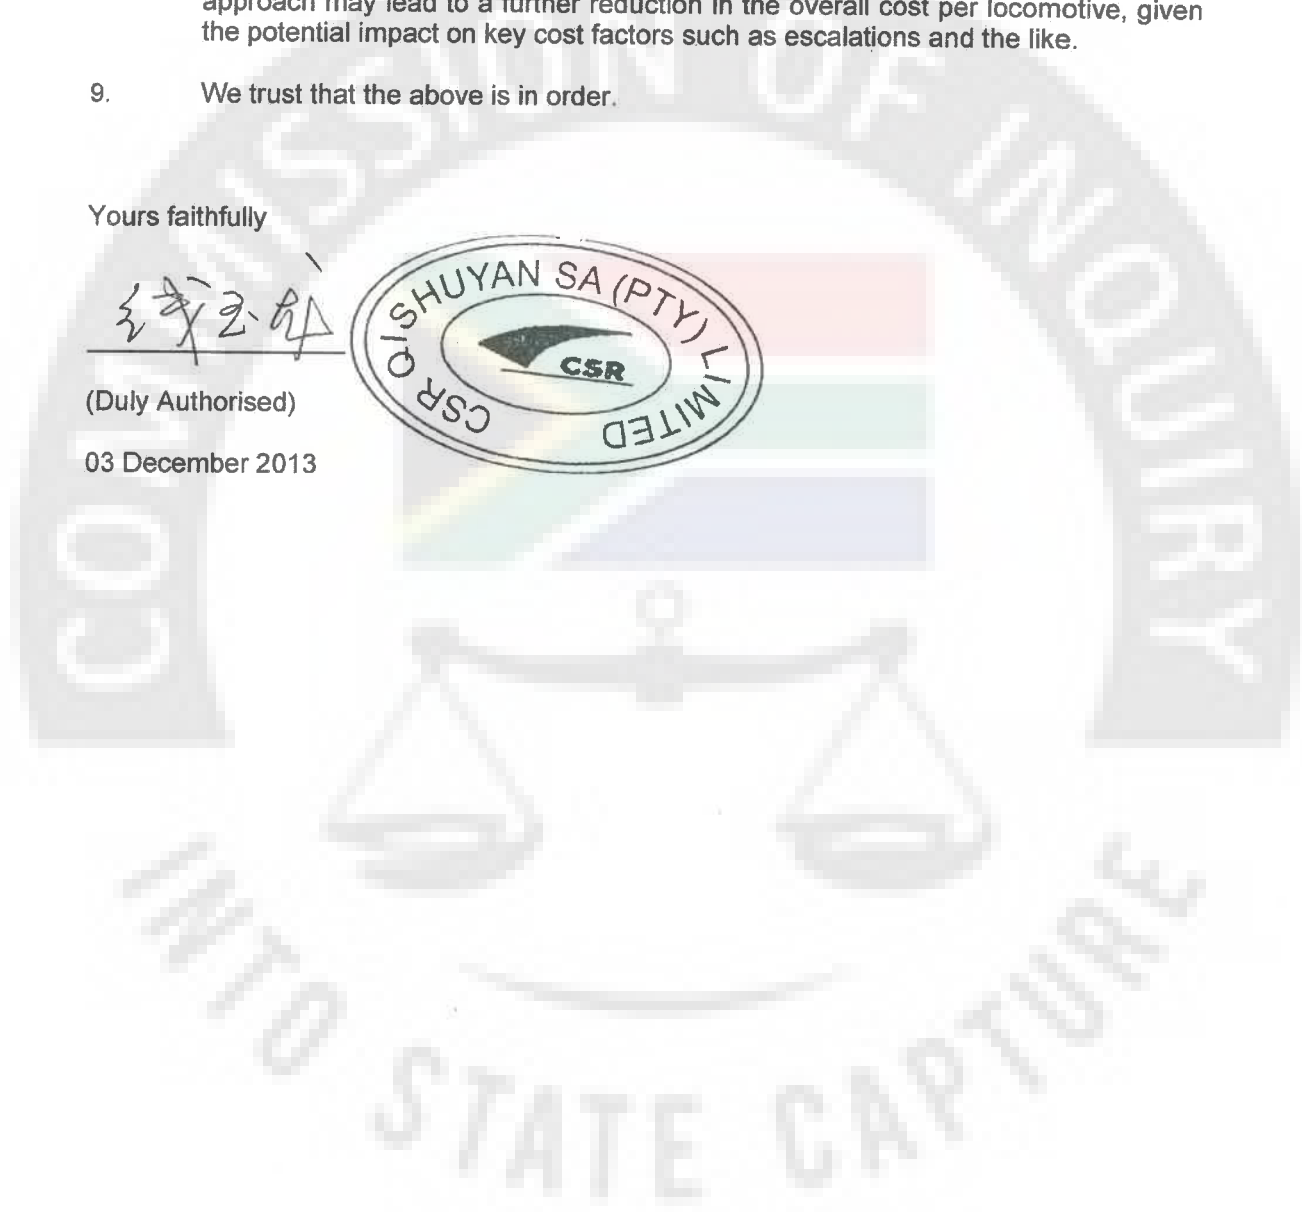 approach may lead to a further reduction in the overall cost per locomotive, given
the potential impact on key cost factors such as escalations and the like.
9. We trust that the above is in order.
Yours faithfully
(Duly Authorised)
03 December 2013
CSR QISHUYAN SA (PTY) LIMITED
CSR
COMMISSION OF INQUIRY
INTO STATE CAPTURE